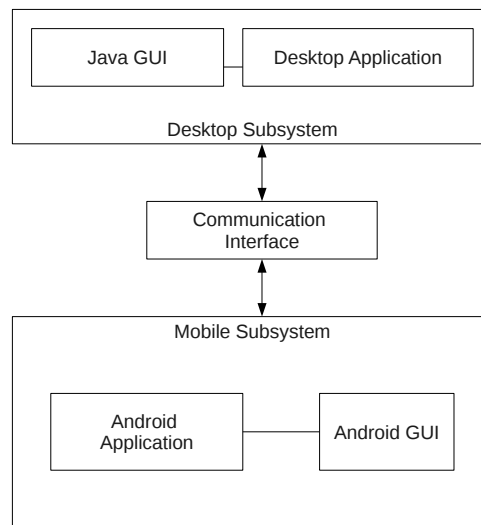 Java GUI
Desktop Application
Desktop Subsystem
Communication
Interface
Mobile Subsystem
Android
Application
Android GUI